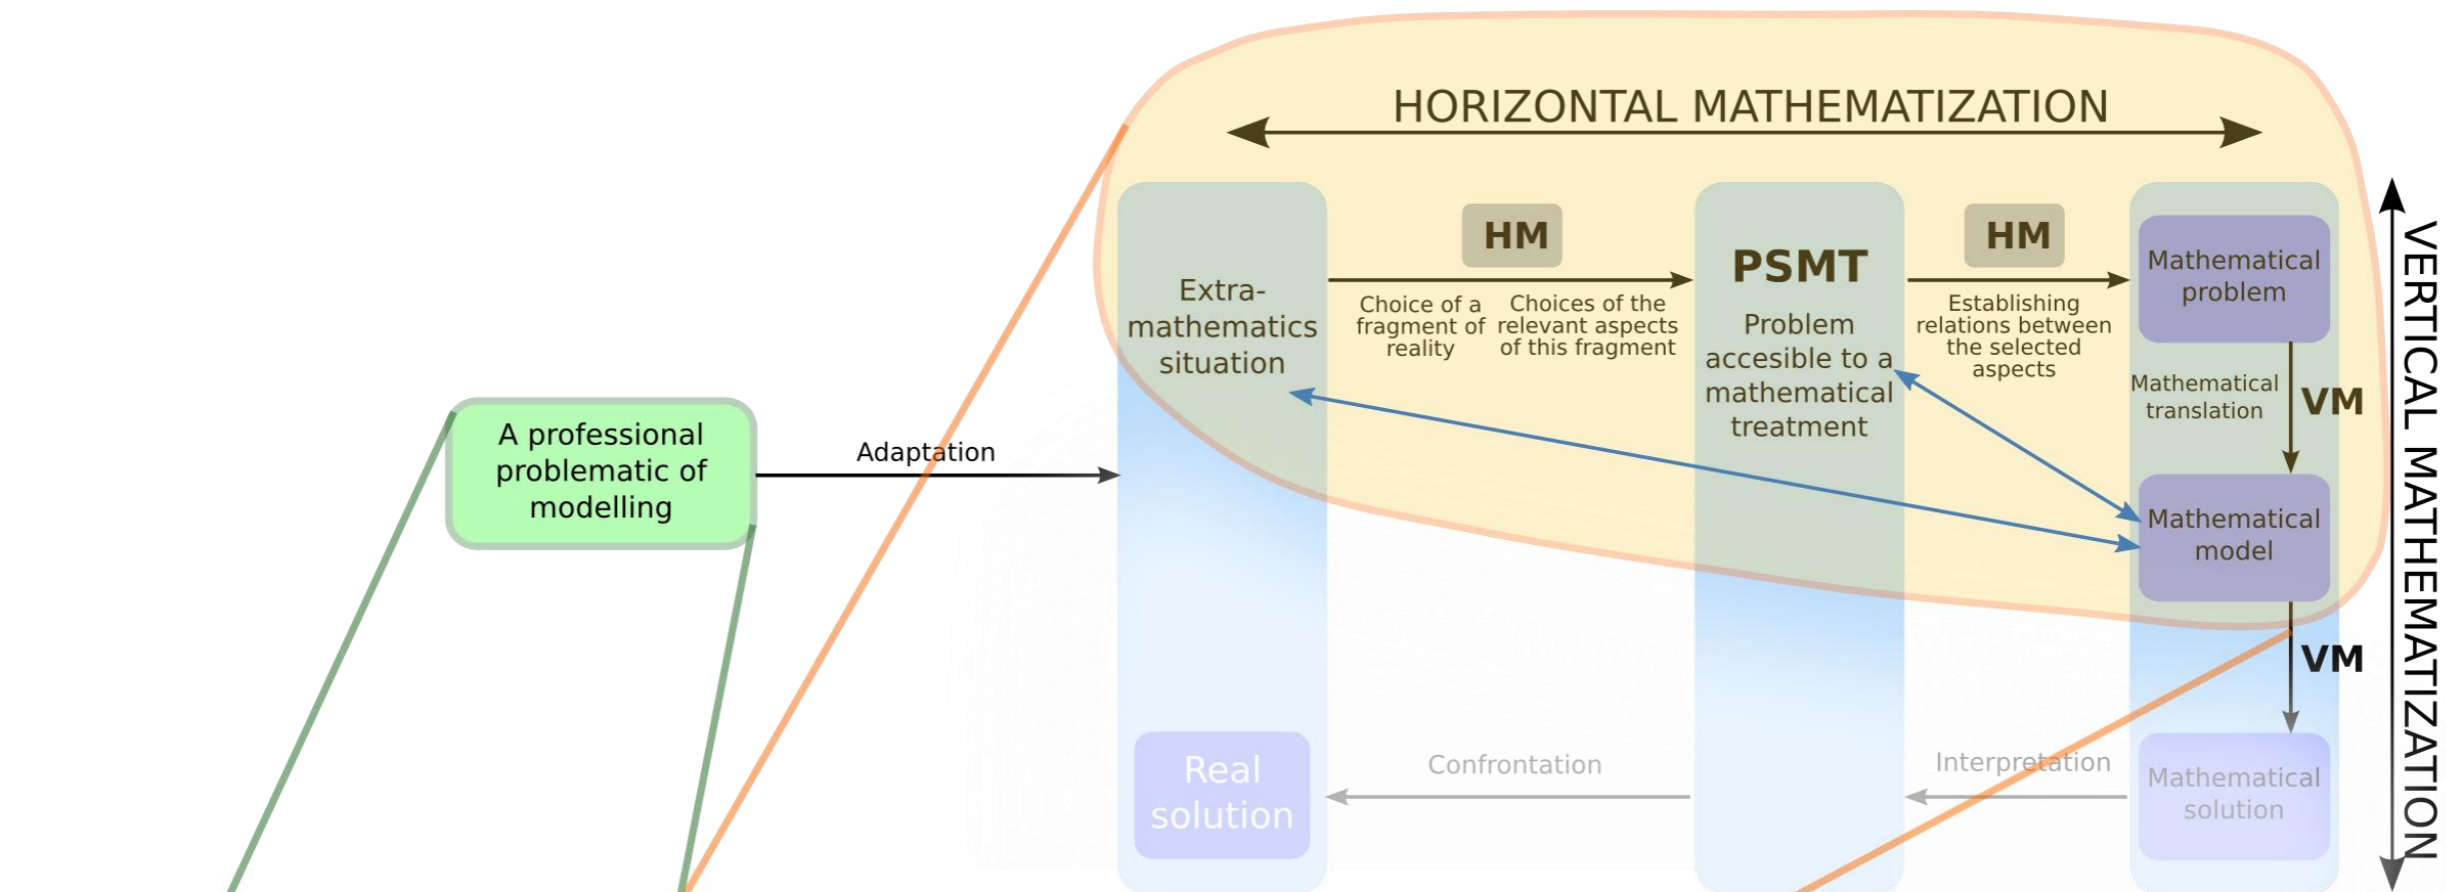 HORIZONTAL MATHEMATIZATION
A professional
problematic of
modelling
Adaptation
Extra-
mathematics
situation
HM
Choice of a
fragment of
reality
Choices of the
relevant aspects
of this fragment
PSMT
Problem
accesible to a
mathematical
treatment
HM
Establishing
relations between
the selected
aspects
Mathematical
problem
Mathematical
translation
VM
Mathematical
model
VM
Mathematical
solution
Interpretation
Confrontation
Real
solution
VERTICAL MATHEMATIZATION